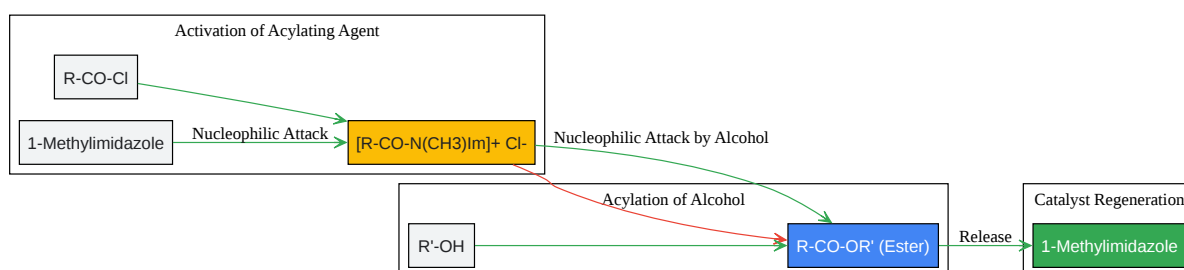 Activation of Acylating Agent
R-CO-Cl
1-Methylimidazole
Nucleophilic Attack
[R-CO-N(CH3)Im]+ Cl-
Nucleophilic Attack by Alcohol
Acylation of Alcohol
R'-OH
R-CO-OR' (Ester)
Release
Catalyst Regeneration
1-Methylimidazole